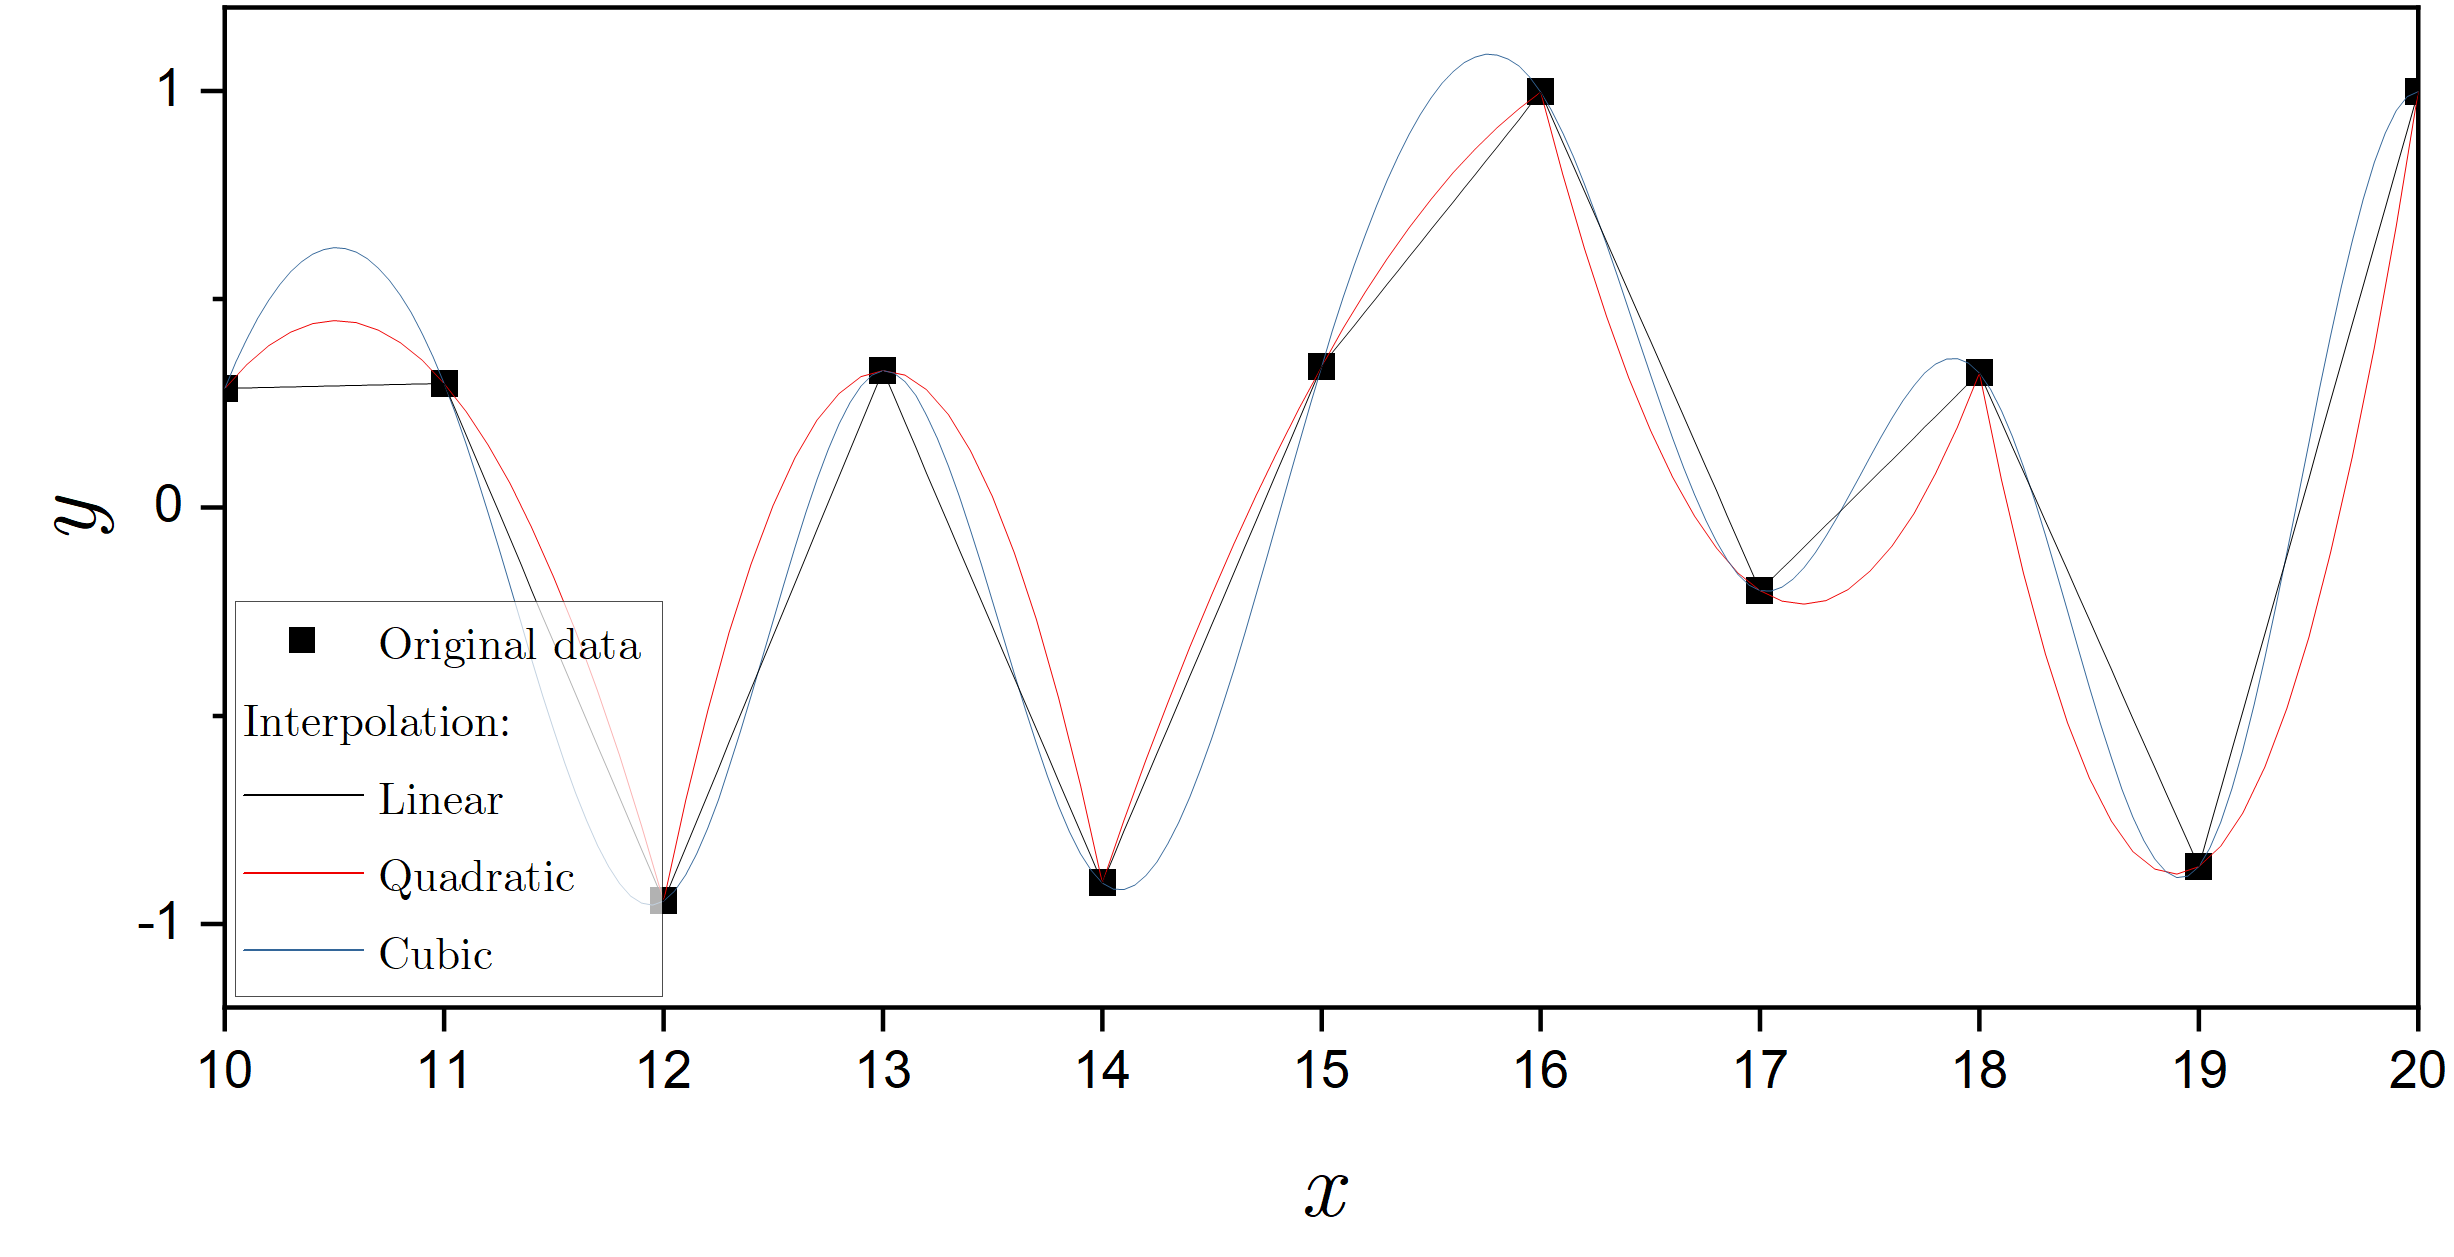 1
0
-1
y
Original data
Interpolation:
Linear
Quadratic
Cubic
10 11 12 13 14 15 16 17 18 19 20
x